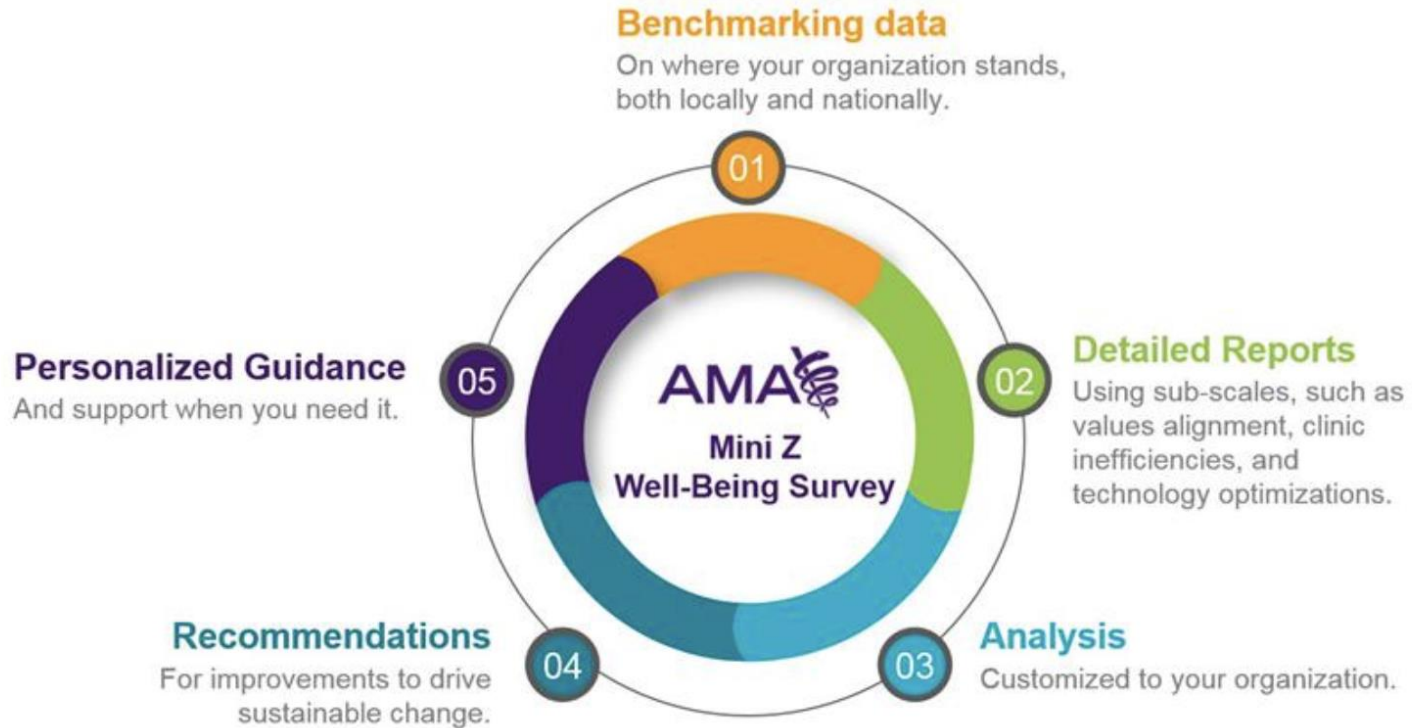 Benchmarking data
On where your organization stands,
both locally and nationally.
01
Detailed Reports
Using sub-scales, such as
values alignment, clinic
inefficiencies, and
technology optimizations.
02
Analysis
Customized to your organization.
03
Recommendations
For improvements to drive
sustainable change.
04
Personalized Guidance
And support when you need it.
05
AMA
Mini Z
Well-Being Survey